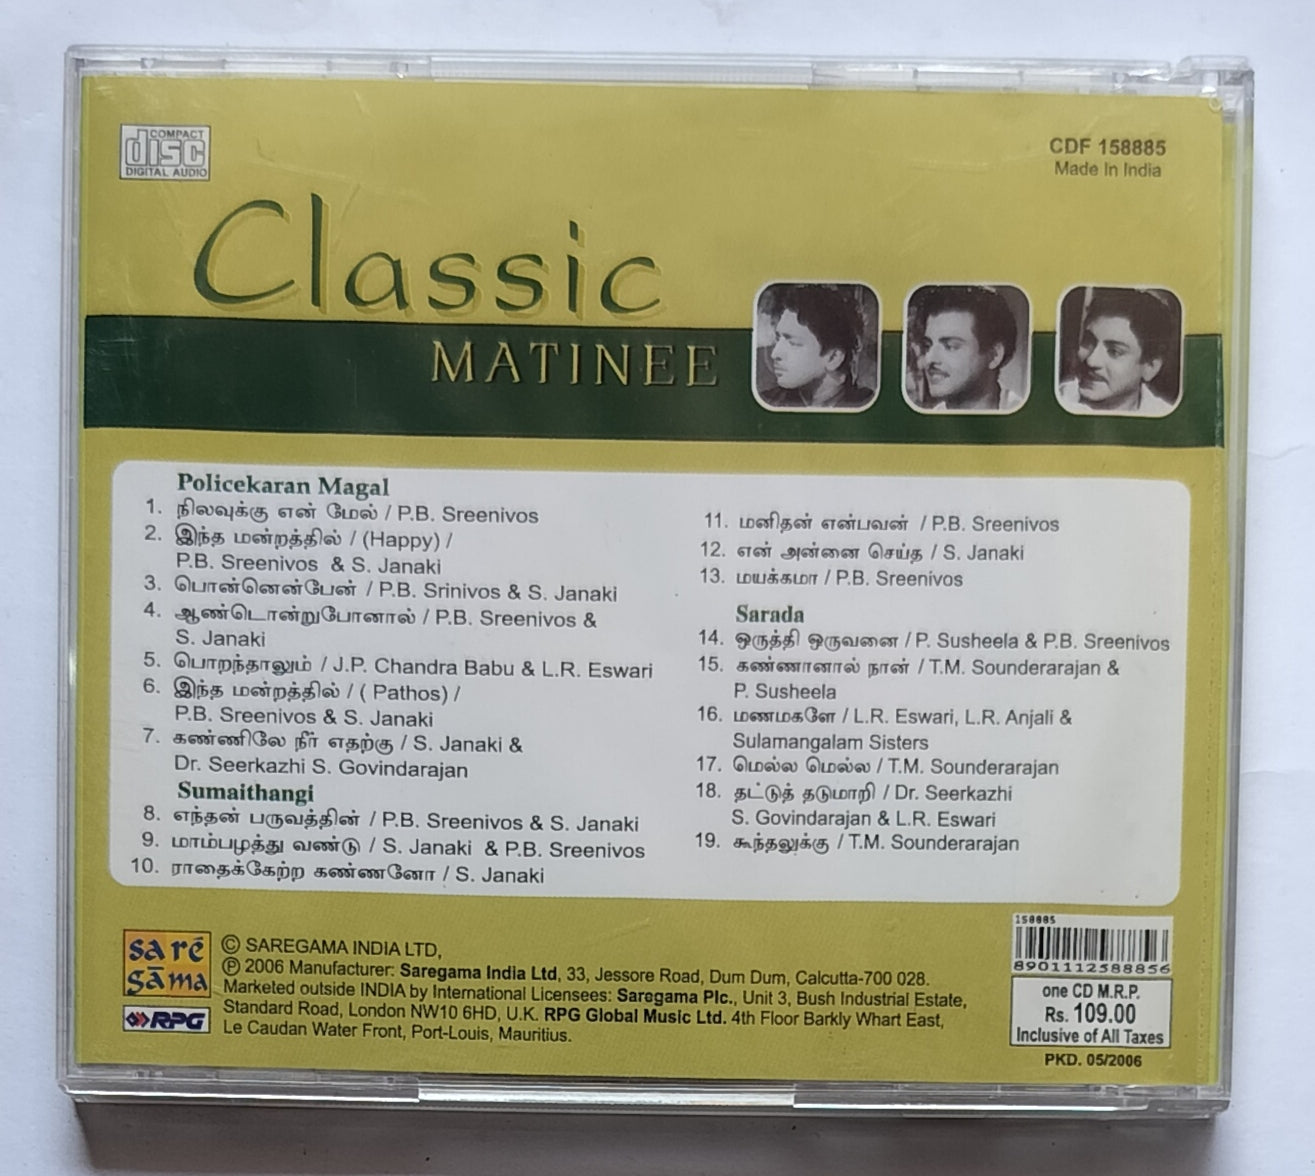 COMPACT
disc
DIGITAL AUDIO
CDF 158885
Made In India
Classic
MATINEE
Policekaran Magal
1. நிலவுக்கு என் மேல் / P.B. Sreenivos
2. இந்த மன்றத்தில் / (Happy) /
P.B. Sreenivos & S. Janaki
3. பொன்னென்பேன் / P.B. Srinivos & S. Janaki
4. ஆண்டொன்றுபோனால் / P.B. Sreenivos &
S. Janaki
5. பொறந்தாலும் / J.P. Chandra Babu & L.R. Eswari
6. இந்த மன்றத்தில் / ( Pathos) /
P.B. Sreenivos & S. Janaki
7. கண்ணிலே நீர் எதற்கு / S. Janaki &
Dr. Seerkazhi S. Govindarajan
Sumaithangi
8. எந்தன் பருவத்தின் / P.B. Sreenivos & S. Janaki
9. மாம்பழத்து வண்டு / S. Janaki & P.B. Sreenivos
10. ராதைக்கேற்ற கண்ணனோ / S. Janaki
11. மனிதன் என்பவன் / P.B. Sreenivos
12. என் அன்னை செய்த / S. Janaki
13. மயக்கமா / P.B. Sreenivos
Sarada
14. ஒருத்தி ஒருவனை / P. Susheela & P.B. Sreenivos
15. கண்ணானால் நான் / T.M. Sounderarajan &
P. Susheela
16. மணமகளே / L.R. Eswari, L.R. Anjali &
Sulamangalam Sisters
17. மெல்ல மெல்ல / T.M. Sounderarajan
18. தட்டுத் தடுமாறி / Dr. Seerkazhi
S. Govindarajan & L.R. Eswari
19. கூந்தலுக்கு / T.M. Sounderarajan
saré
gāma
RPG
© SAREGAMA INDIA LTD,
℗ 2006 Manufacturer: Saregama India Ltd, 33, Jessore Road, Dum Dum, Calcutta-700 028.
Marketed outside INDIA by International Licensees: Saregama Plc., Unit 3, Bush Industrial Estate,
Standard Road, London NW10 6HD, U.K. RPG Global Music Ltd. 4th Floor Barkly Whart East,
Le Caudan Water Front, Port-Louis, Mauritius.
158885
8901112588856
one CD M.R.P.
Rs. 109.00
Inclusive of All Taxes
PKD. 05/2006